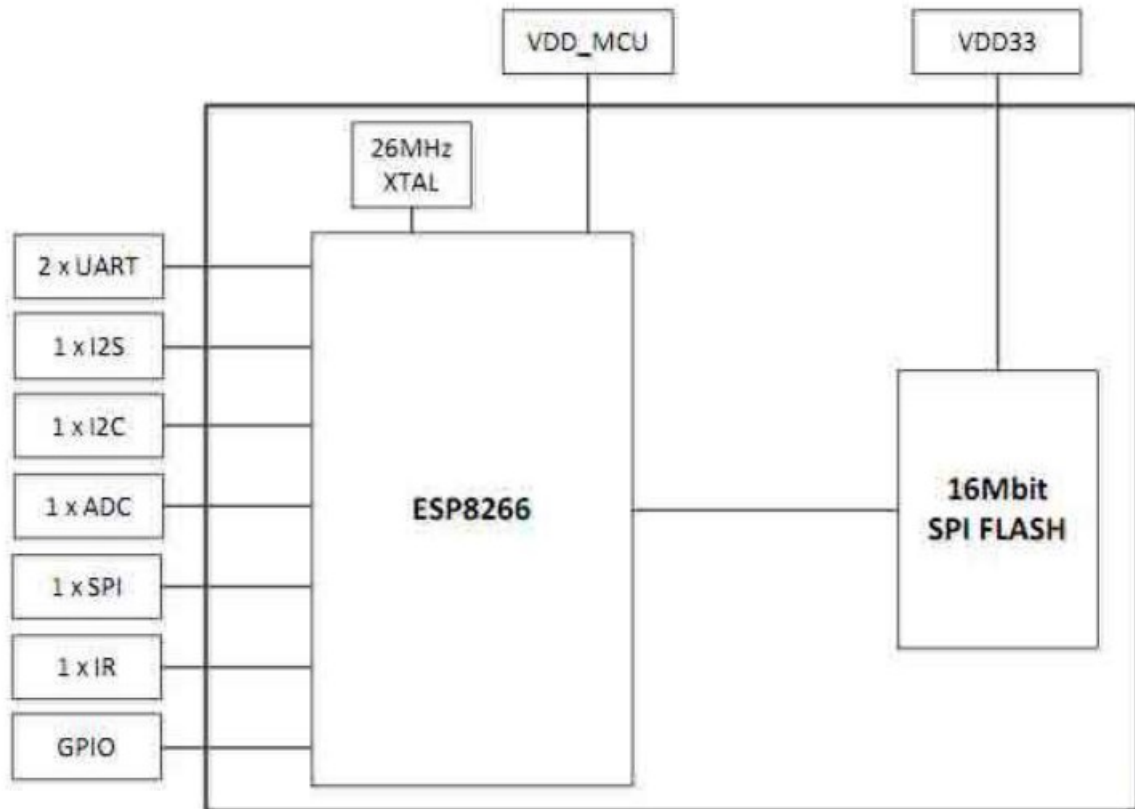 VDD_MCU
VDD33
26MHz
XTAL
2 x UART
1 x I2S
1 x I2C
1 x ADC
1 x SPI
1 x IR
GPIO
ESP8266
16Mbit
SPI FLASH